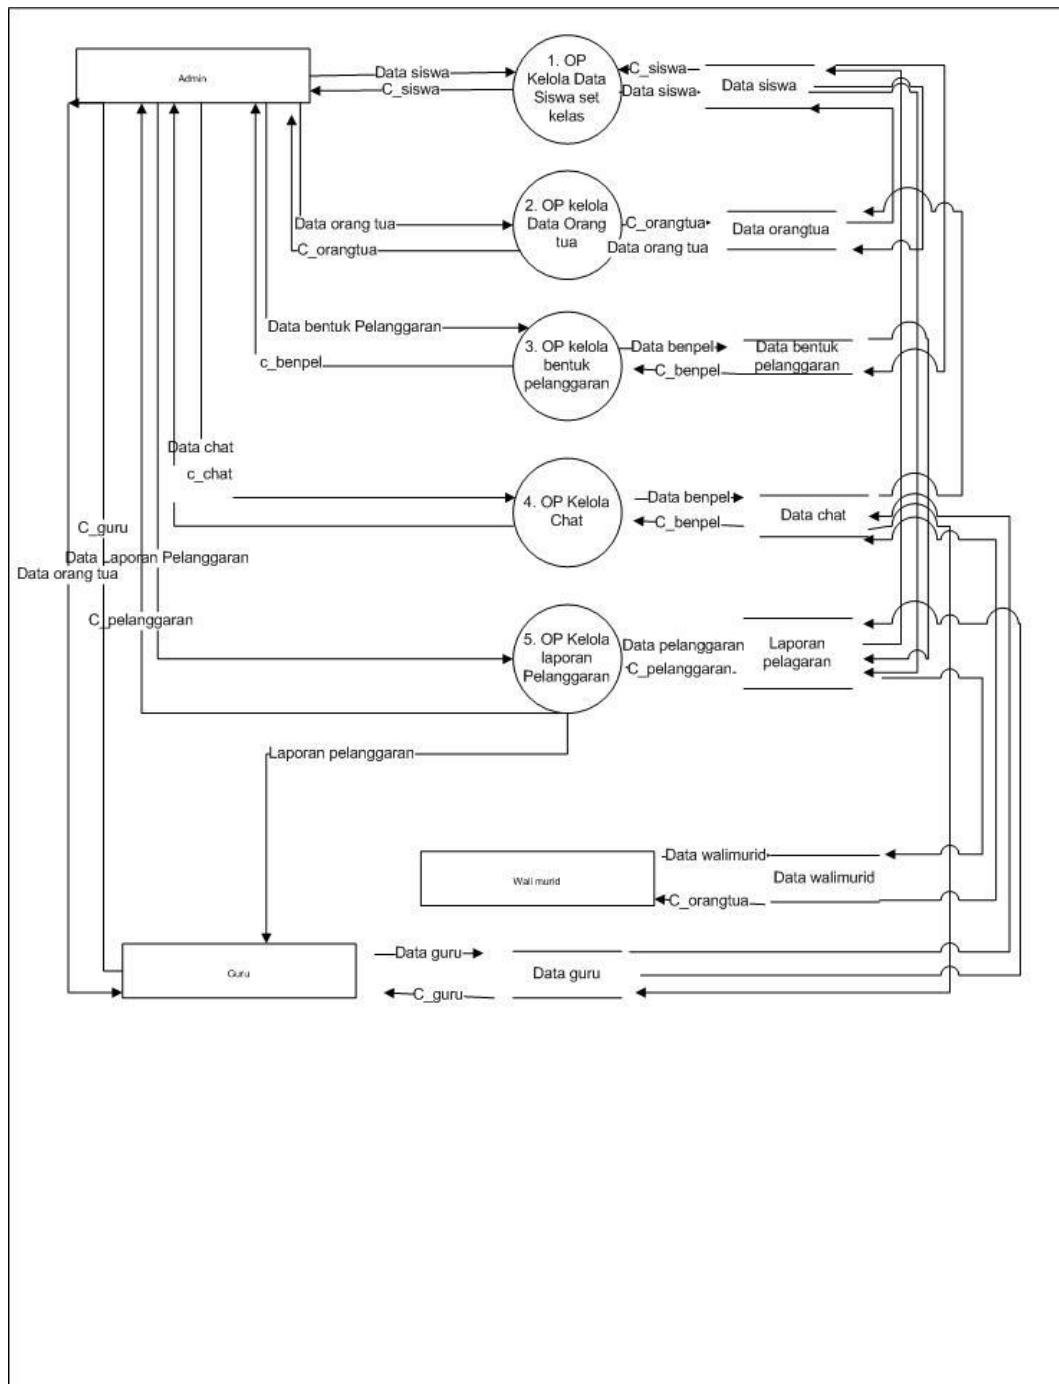 Admin
Data siswa
C_siswa
1. OP
Kelola Data
Siswa set
kelas
C_siswa
Data siswa
Data siswa
Data orang tua
C_orangtua
2. OP kelola
Data Orang
tua
C_orangtua
Data orang tua
Data orangtua
Data bentuk Pelanggaran
c_benpel
3. OP kelola
bentuk
pelanggaran
Data benpel
C_benpel
Data bentuk
pelanggaran
Data chat
c_chat
4. OP Kelola
Chat
Data benpel
C_benpel
Data chat
C_guru
Data Laporan Pelanggaran
Data orang tua
C_pelanggaran
5. OP Kelola
laporan
Pelanggaran
Data pelanggaran
C_pelanggaran
Laporan
pelagaran
Laporan pelanggaran
Wali murid
Data walimurid
C_orangtua
Data walimurid
Guru
Data guru
C_guru
Data guru